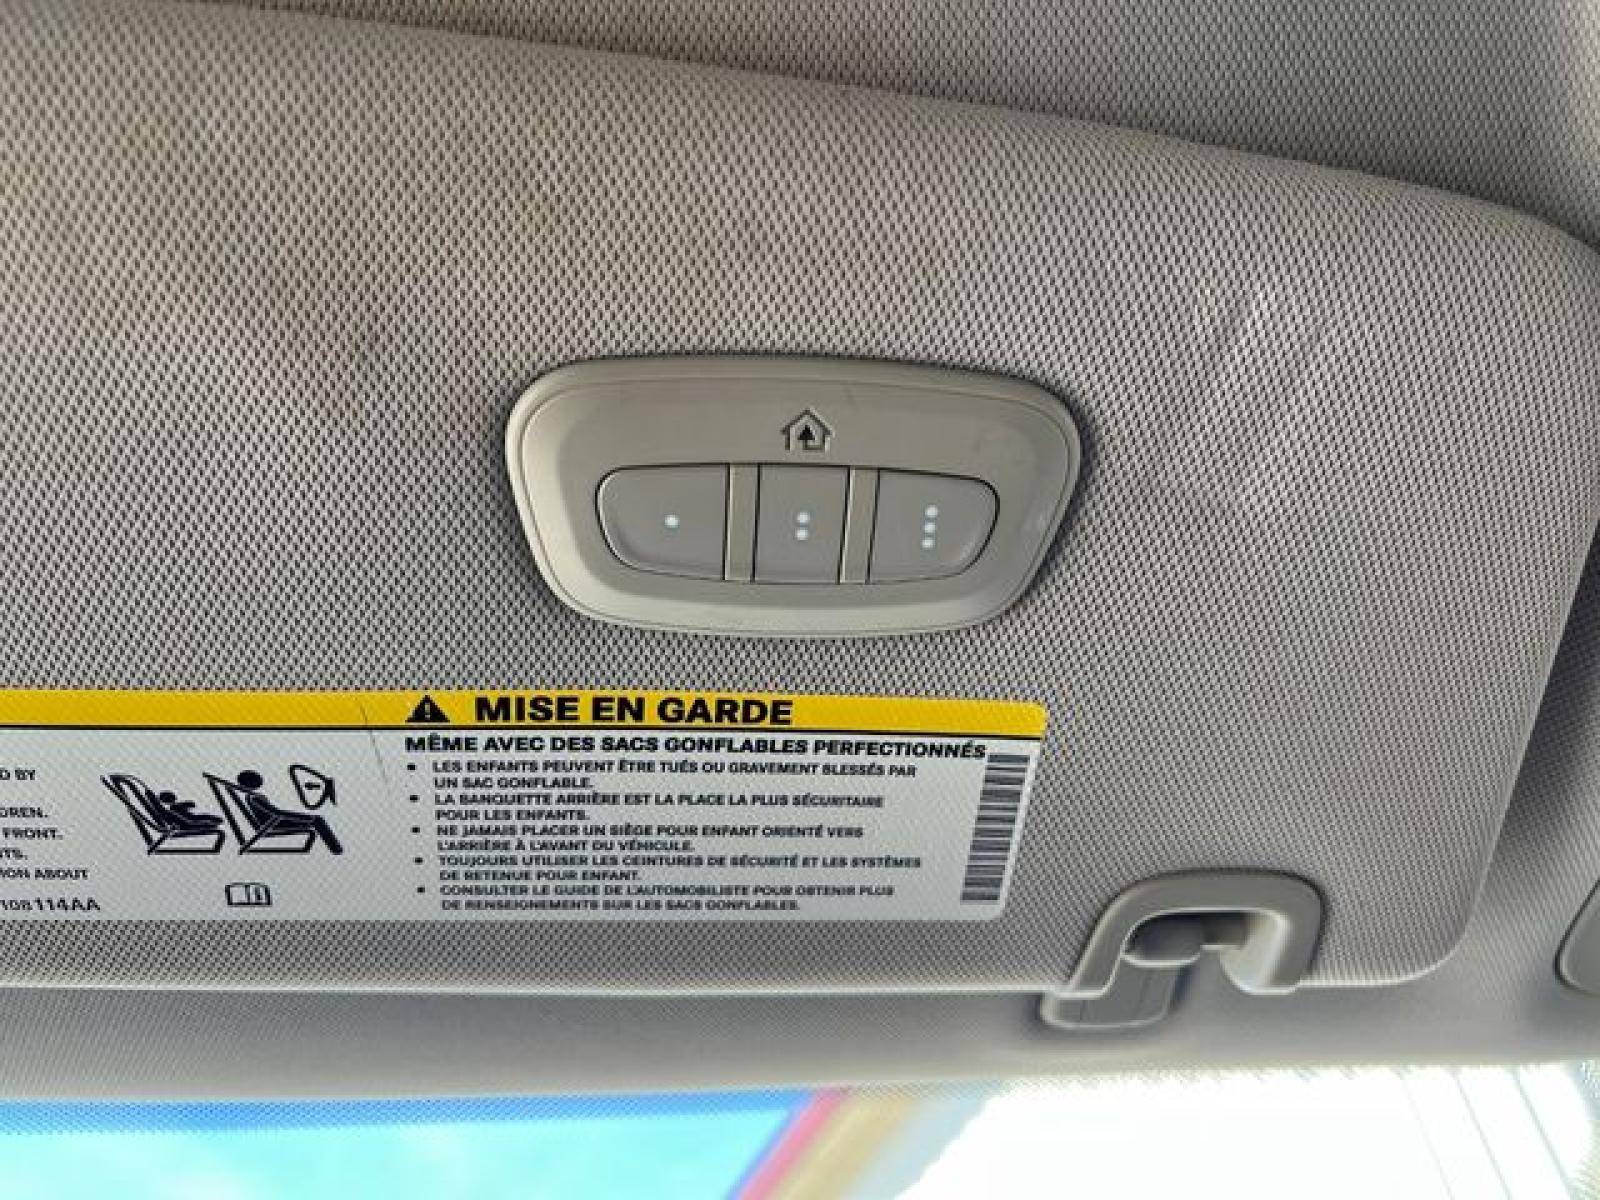 MISE EN GARDE
MÊME AVEC DES SACS GONFLABLES PERFECTIONNÉS
• LES ENFANTS PEUVENT ÊTRE TUÉS OU GRAVEMENT BLESSÉS PAR
UN SAC GONFLABLE.
• LA BANQUETTE ARRIÈRE EST LA PLACE LA PLUS SÉCURITAIRE
POUR LES ENFANTS.
• NE JAMAIS PLACER UN SIÈGE POUR ENFANT ORIENTÉ VERS
L'ARRIÈRE À L'AVANT DU VÉHICULE.
• TOUJOURS UTILISER LES CEINTURES DE SÉCURITÉ ET LES SYSTÈMES
DE RETENUE POUR ENFANT.
• CONSULTER LE GUIDE DE L'AUTOMOBILISTE POUR OBTENIR PLUS
DE RENSEIGNEMENTS SUR LES SACS GONFLABLES.
D BY
DREN.
FRONT.
TS.
ION ABOUT
108114AA